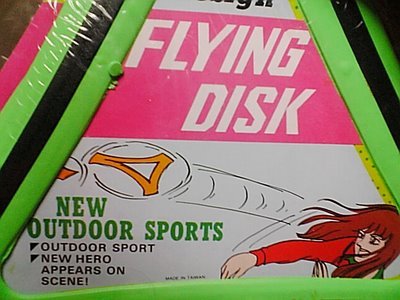 FLYING
DISK
NEW
OUTDOOR SPORTS
OUTDOOR SPORT
NEW HERO
APPEARS ON
SCENE!
MADE IN TAIWAN